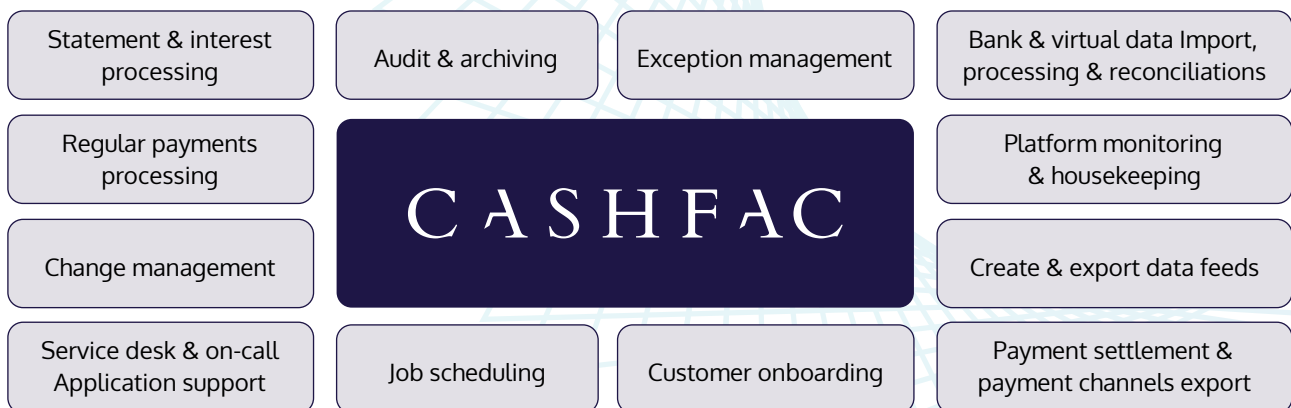 Statement & interest
processing
Audit & archiving
Exception management
Bank & virtual data Import,
processing & reconciliations
Regular payments
processing
CASHFAC
Platform monitoring
& housekeeping
Change management
Create & export data feeds
Service desk & on-call
Application support
Job scheduling
Customer onboarding
Payment settlement &
payment channels export